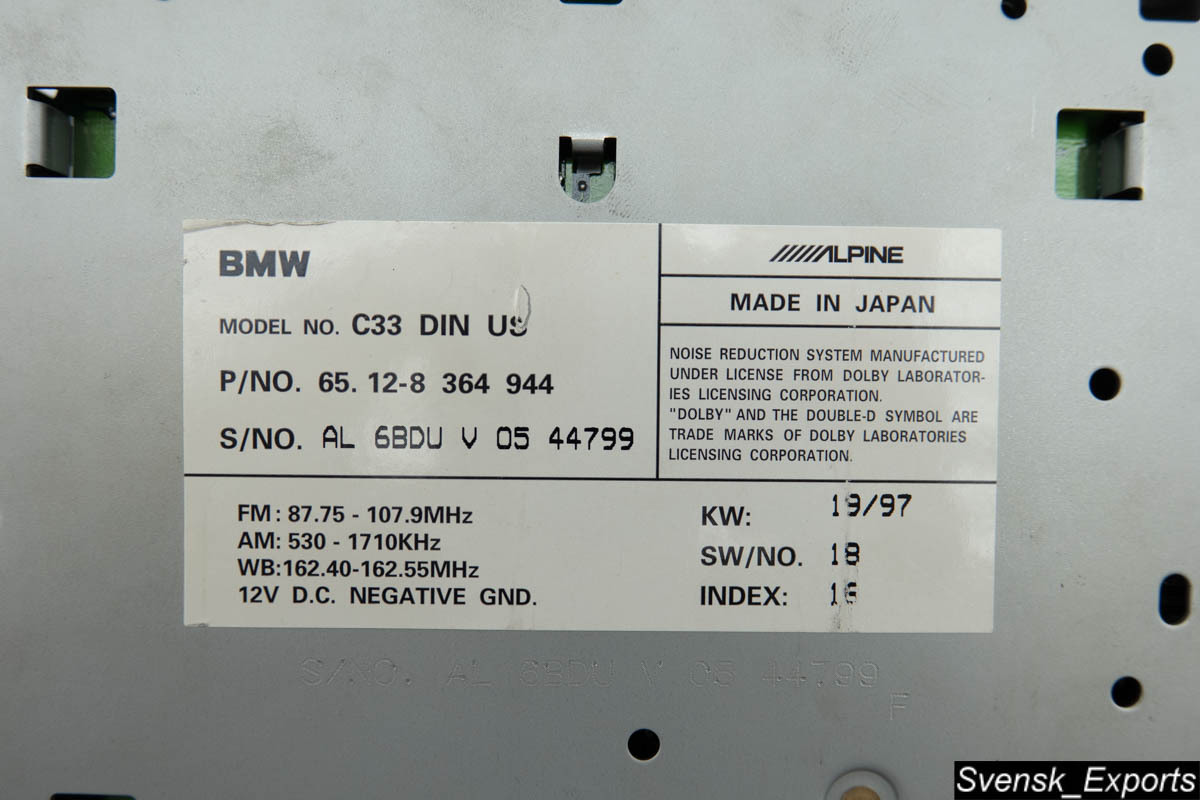 BMW
MODEL NO. C33 DIN US
P/NO. 65. 12-8 364 944
S/NO. AL 6BDU V 05 44799
ALPINE
MADE IN JAPAN
NOISE REDUCTION SYSTEM MANUFACTURED
UNDER LICENSE FROM DOLBY LABORATOR-
IES LICENSING CORPORATION.
"DOLBY" AND THE DOUBLE-D SYMBOL ARE
TRADE MARKS OF DOLBY LABORATORIES
LICENSING CORPORATION.
FM: 87.75 - 107.9MHz
AM: 530 - 1710KHz
WB:162.40-162.55MHz
12V D.C. NEGATIVE GND.
KW: 19/97
SW/NO. 18
INDEX: 16
S/NO. AL 6BDU V 05 44799
F
Svensk_Exports